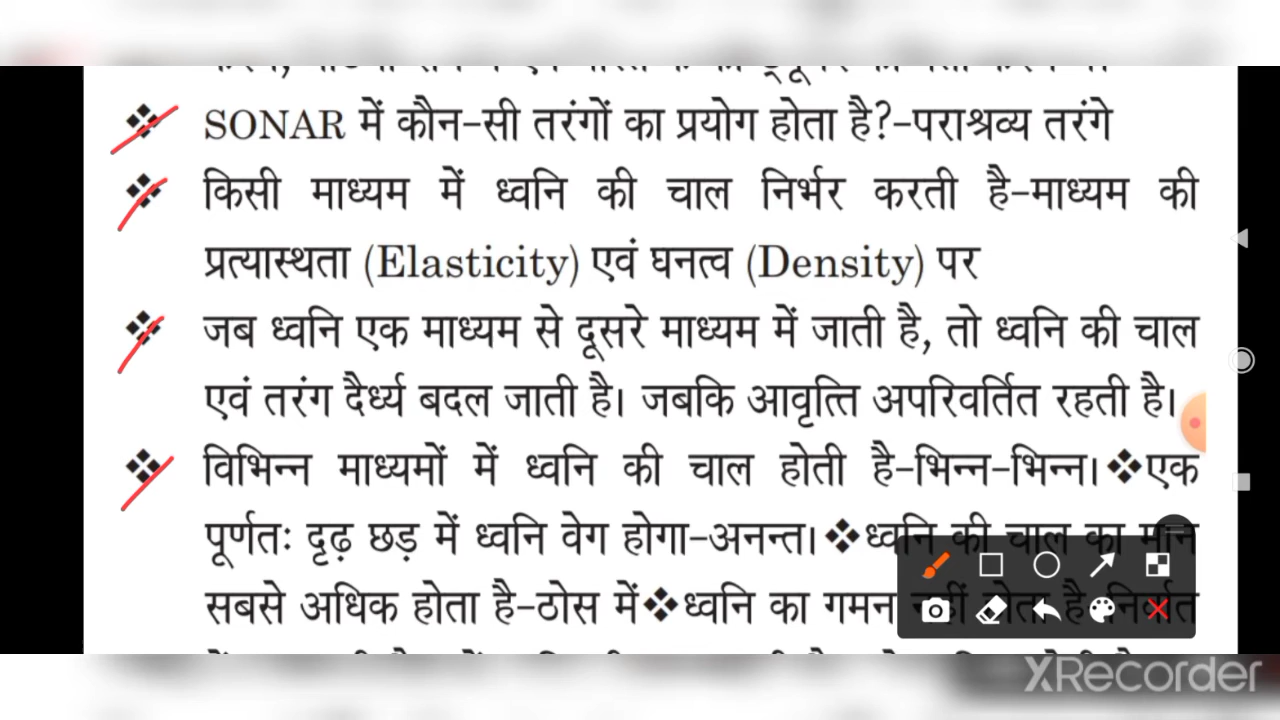 ❖ SONAR में कौन-सी तरंगों का प्रयोग होता है?-पराश्रव्य तरंगे
❖ किसी माध्यम में ध्वनि की चाल निर्भर करती है-माध्यम की
प्रत्यास्थता (Elasticity) एवं घनत्व (Density) पर
❖ जब ध्वनि एक माध्यम से दूसरे माध्यम में जाती है, तो ध्वनि की चाल
एवं तरंग दैर्ध्य बदल जाती है। जबकि आवृत्ति अपरिवर्तित रहती है।
❖ विभिन्न माध्यमों में ध्वनि की चाल होती है-भिन्न-भिन्न।❖एक
पूर्णतः दृढ़ छड़ में ध्वनि वेग होगा-अनन्त।❖ध्वनि की चाल का मान
सबसे अधिक होता है-ठोस में❖ध्वनि का गमन नहीं होता है-निर्वात
XRecorder